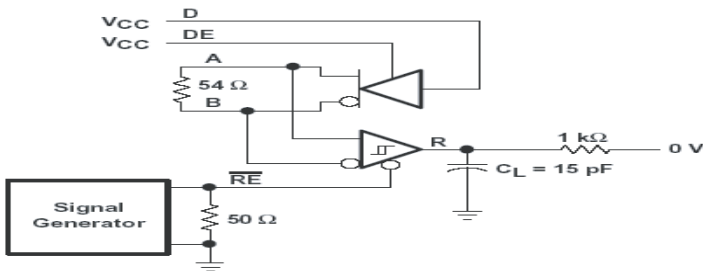 VCC D
VCC DE
A
54 Ω
B
R
1 kΩ
0 V
CL = 15 pF
RE
Signal
Generator
50 Ω